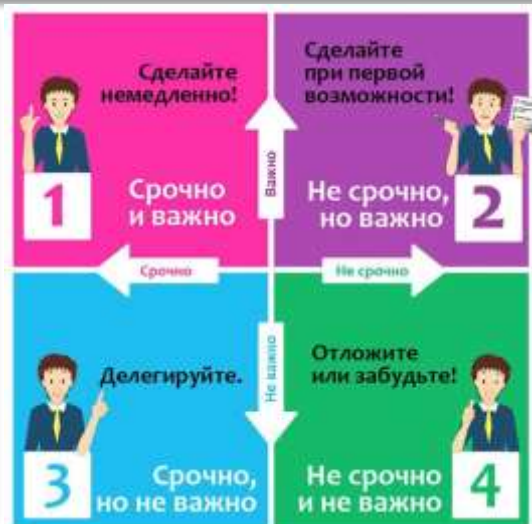 Сделайте
немедленно!
1
Срочно
и важно
Сделайте
при первой
возможности!
Не срочно,
но важно
2
Важно
Срочно
Не срочно
Не важно
Делегируйте.
3
Срочно,
но не важно
Отложите
или забудьте!
Не срочно
и не важно
4